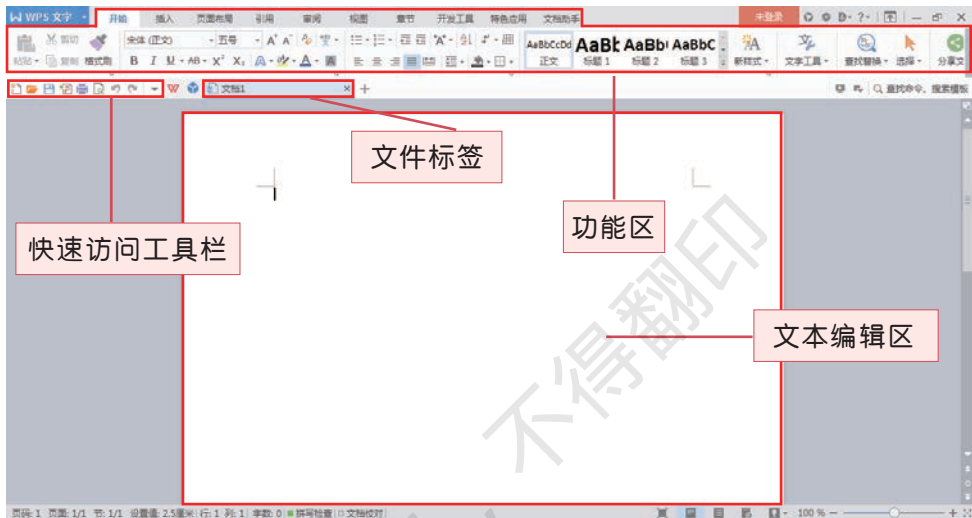 WPS 文字 开始 插入 页面布局 引用 审阅 视图 章节 开发工具 特色应用 文档助手 未登录
剪切 宋体 (正文) 五号 AaBbCcDd AaBb AaBb AaBbC
粘贴 复制 格式刷 B I U AB X² X₂ A A 正文 标题 1 标题 2 标题 3 新样式 文字工具 查找替换 选择 分享文
文档1 × + 查找命令、搜索模板
文件标签
功能区
快速访问工具栏
文本编辑区
不得翻印
页码: 1 页面: 1/1 节: 1/1 设置值: 2.5厘米 行: 1 列: 1 字数: 0 拼写检查 文档校对 100 %